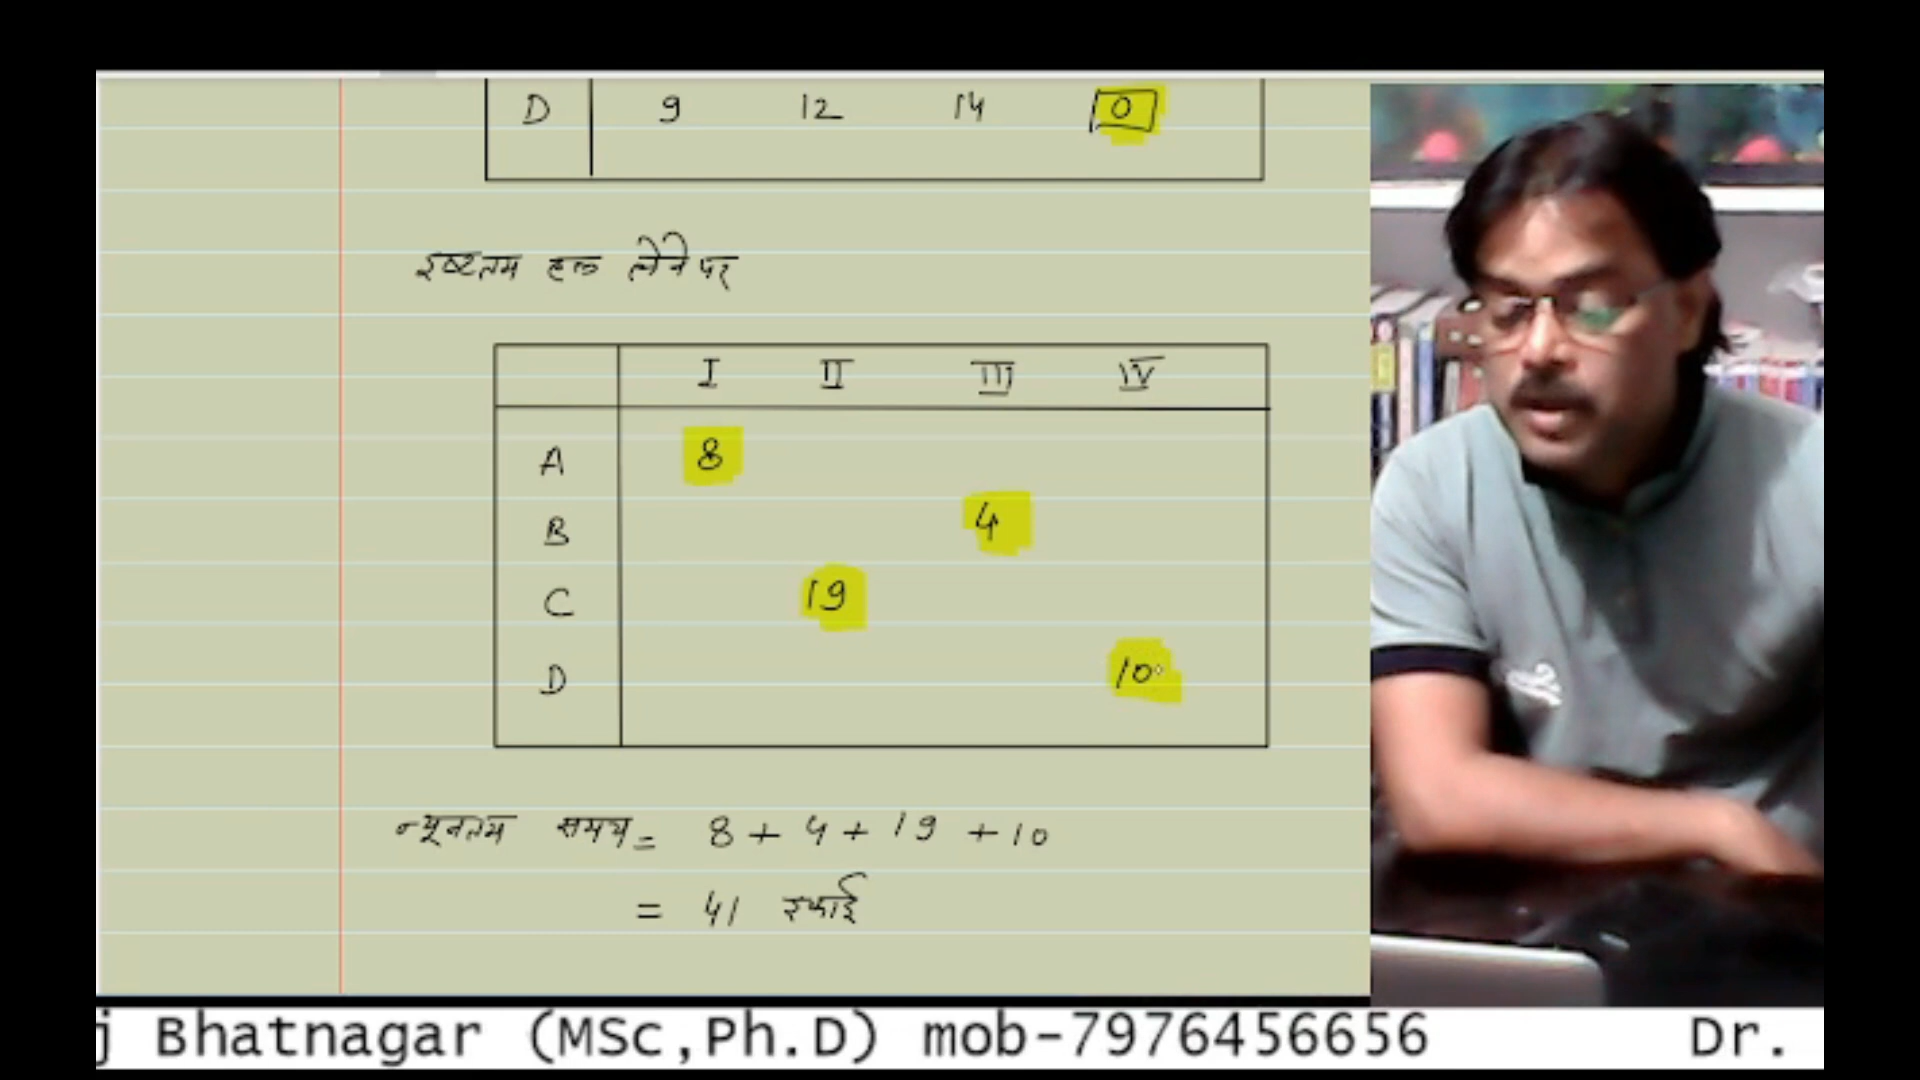 D 9 12 14 0
इष्टतम हल लेने पर
I II III IV
A 8
B 4
C 19
D 10
न्यूनतम समय = 8 + 4 + 19 + 10
= 41 इकाई
j Bhatnagar (MSc,Ph.D) mob-7976456656 Dr.